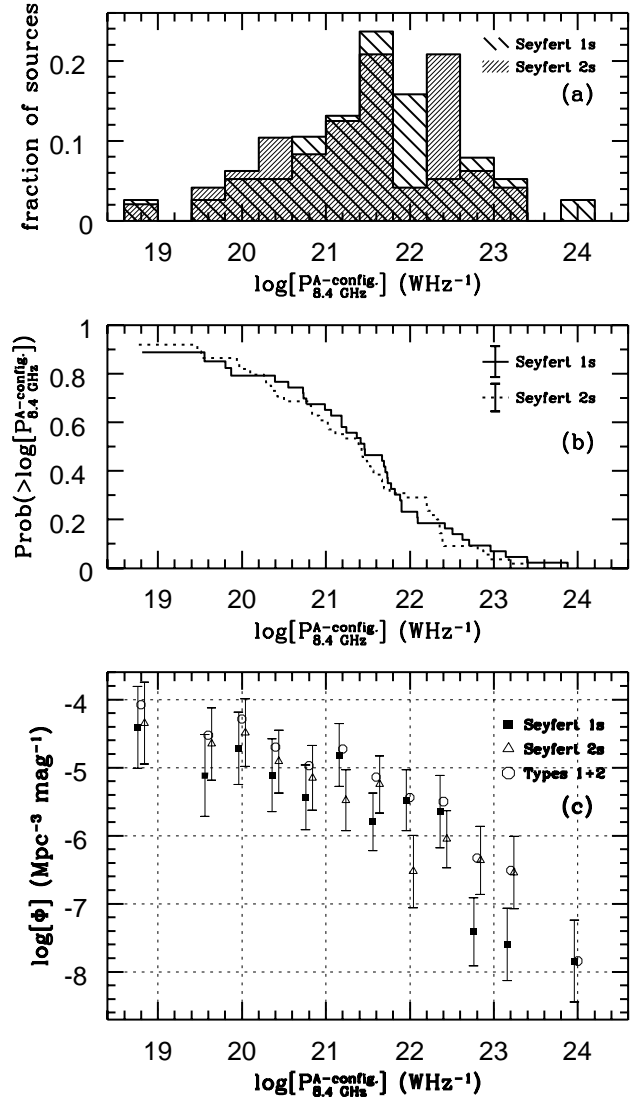 fraction of sources
0.2
0.1
0
Seyfert 1s
Seyfert 2s
(a)
19 20 21 22 23 24
log[P^{A-config.}_{8.4 GHz}] (WHz⁻¹)
Prob(>log[P^{A-config.}_{8.4 GHz}])
1
0.8
0.6
0.4
0.2
0
Seyfert 1s
Seyfert 2s
(b)
19 20 21 22 23 24
log[P^{A-config.}_{8.4 GHz}] (WHz⁻¹)
log[Φ] (Mpc⁻³ mag⁻¹)
-4
-5
-6
-7
-8
Seyfert 1s
Seyfert 2s
Types 1+2
(c)
19 20 21 22 23 24
log[P^{A-config.}_{8.4 GHz}] (WHz⁻¹)